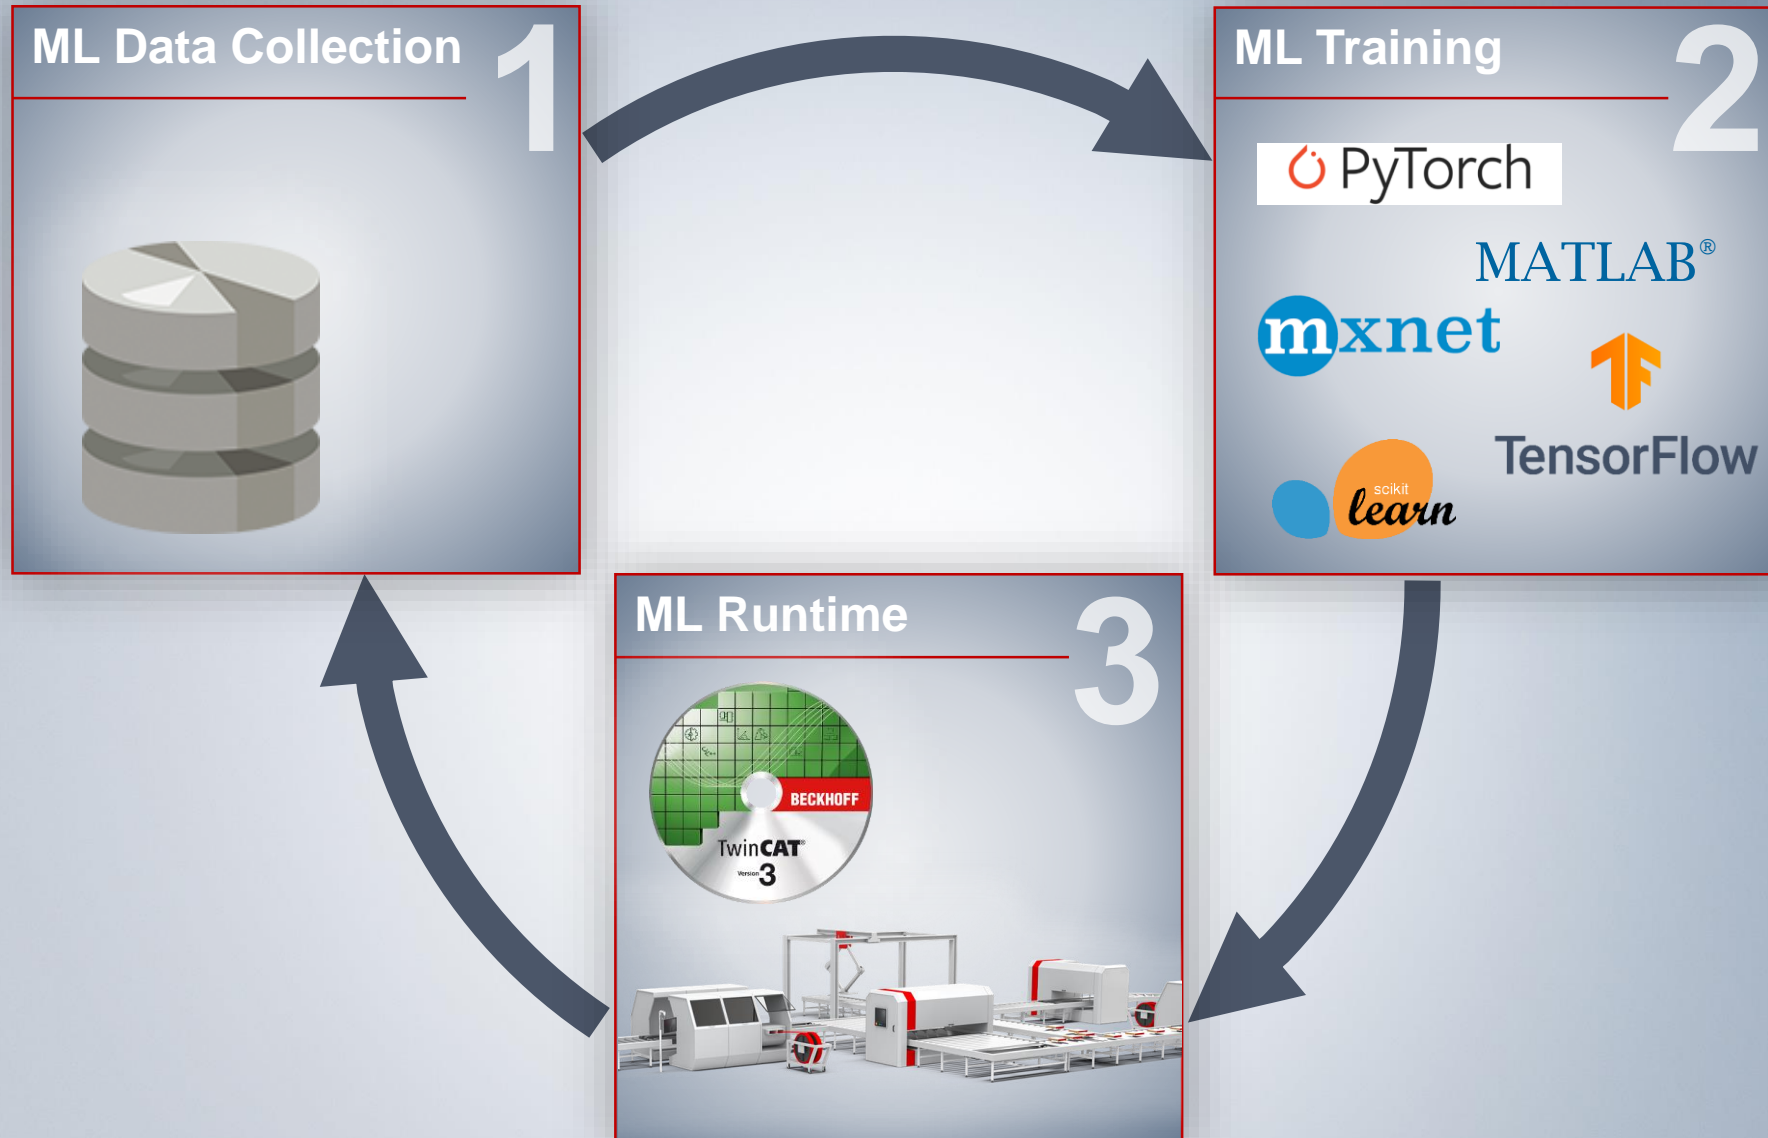 ML Data Collection
1
ML Training
2
PyTorch
MATLAB®
mxnet
TensorFlow
scikit
learn
ML Runtime
3
BECKHOFF
TwinCAT®
Version 3